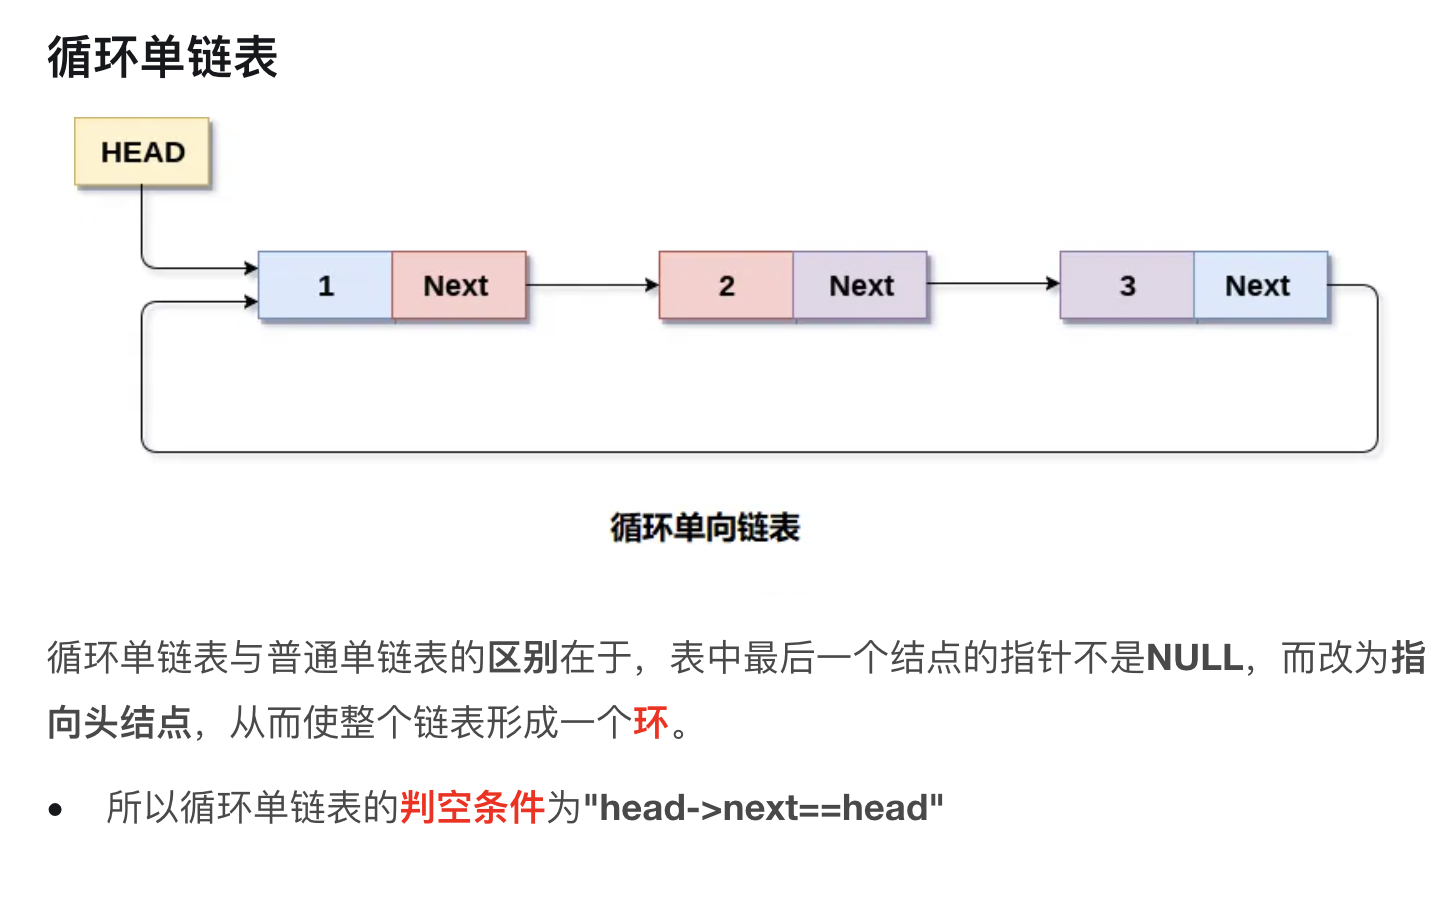 循环单链表
HEAD
1 Next 2 Next 3 Next
循环单向链表
循环单链表与普通单链表的区别在于，表中最后一个结点的指针不是NULL，而改为指
向头结点，从而使整个链表形成一个环。
• 所以循环单链表的判空条件为"head->next==head"